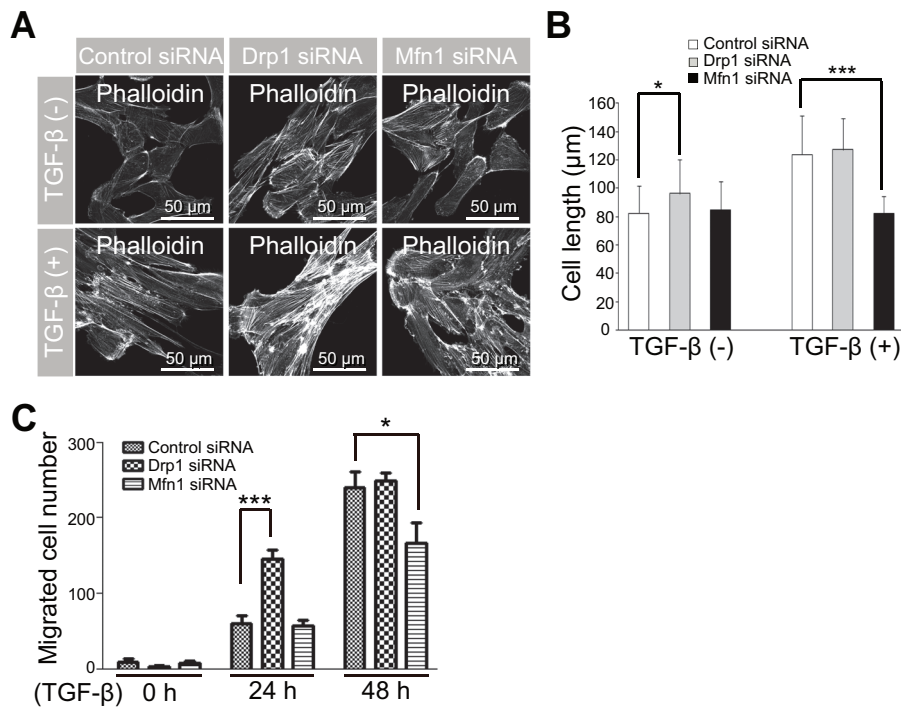 A
Control siRNA Drp1 siRNA Mfn1 siRNA
TGF-β (-)
Phalloidin Phalloidin Phalloidin
50 μm 50 μm 50 μm
TGF-β (+)
Phalloidin Phalloidin Phalloidin
50 μm 50 μm 50 μm
B
Control siRNA
Drp1 siRNA
Mfn1 siRNA
* ***
Cell length (μm)
160
140
120
100
80
60
40
20
0
TGF-β (-) TGF-β (+)
C
Control siRNA
Drp1 siRNA
Mfn1 siRNA
*** *
Migrated cell number
300
200
100
0
(TGF-β) 0 h 24 h 48 h